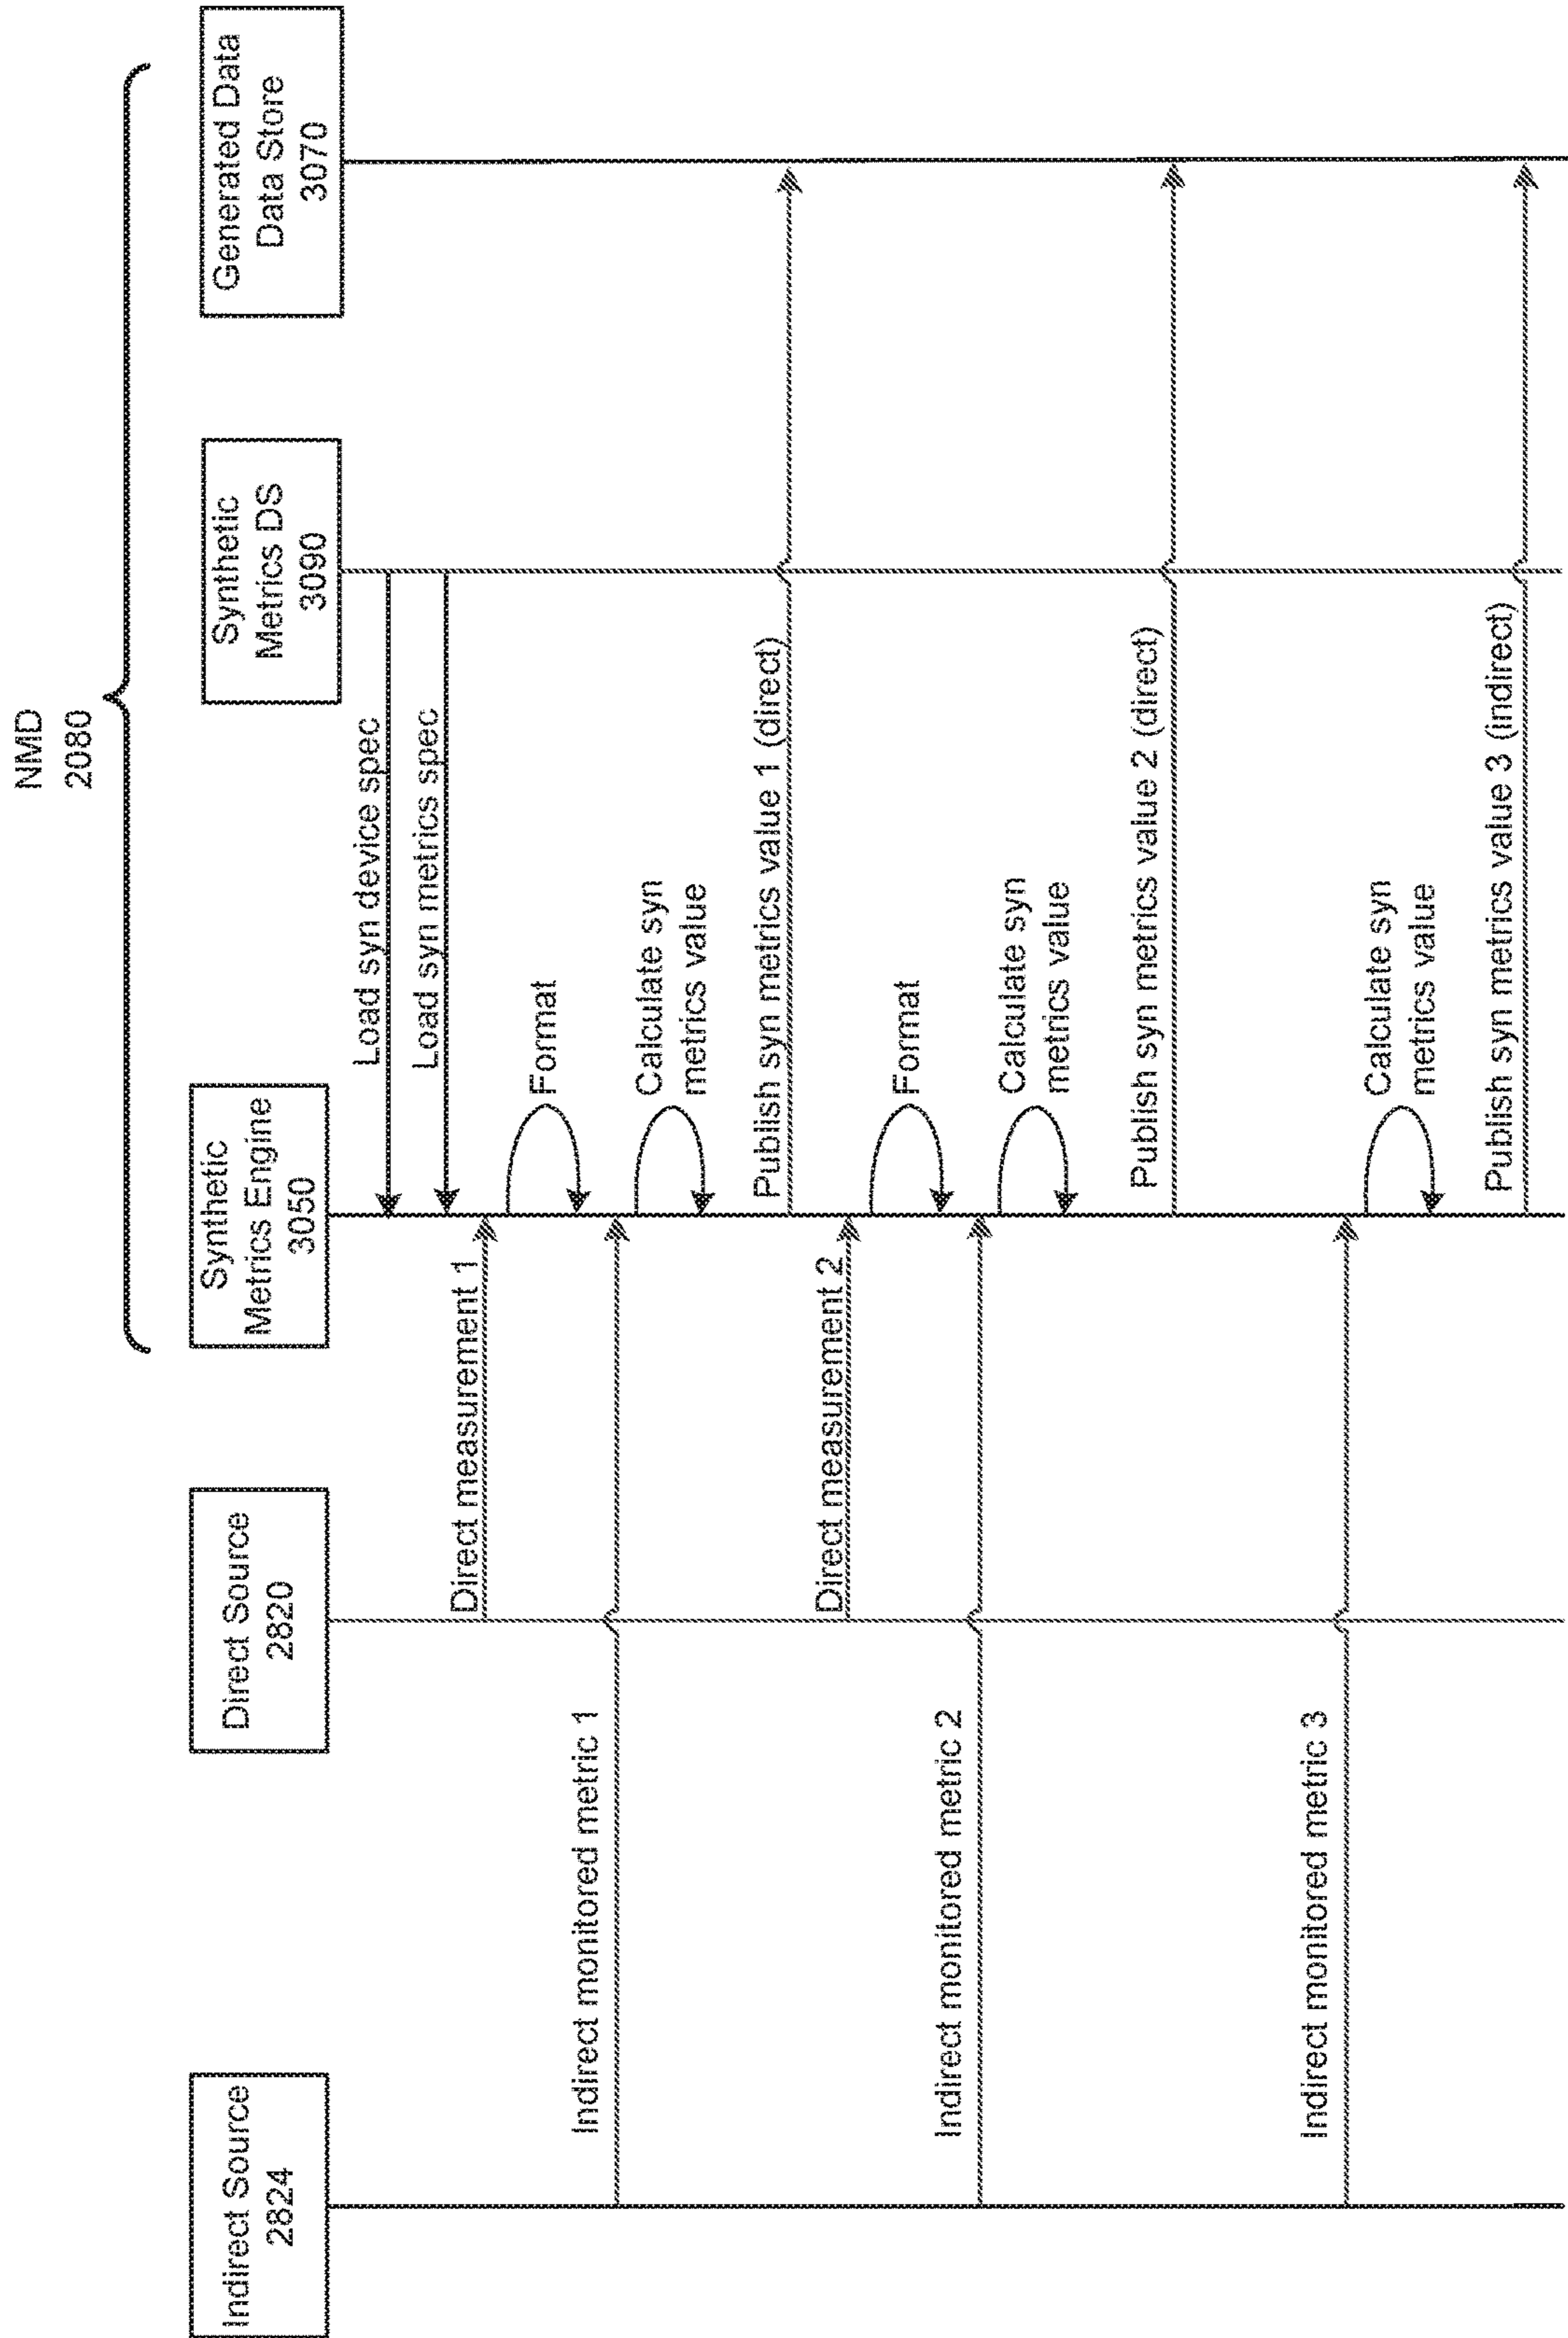 NMD
2080
Indirect Source
2824
Direct Source
2820
Synthetic
Metrics Engine
3050
Synthetic
Metrics DS
3090
Generated Data
Data Store
3070
Load syn device spec
Load syn metrics spec
Direct measurement 1
Format
Indirect monitored metric 1
Calculate syn
metrics value
Publish syn metrics value 1 (direct)
Direct measurement 2
Format
Indirect monitored metric 2
Calculate syn
metrics value
Publish syn metrics value 2 (direct)
Indirect monitored metric 3
Calculate syn
metrics value
Publish syn metrics value 3 (indirect)